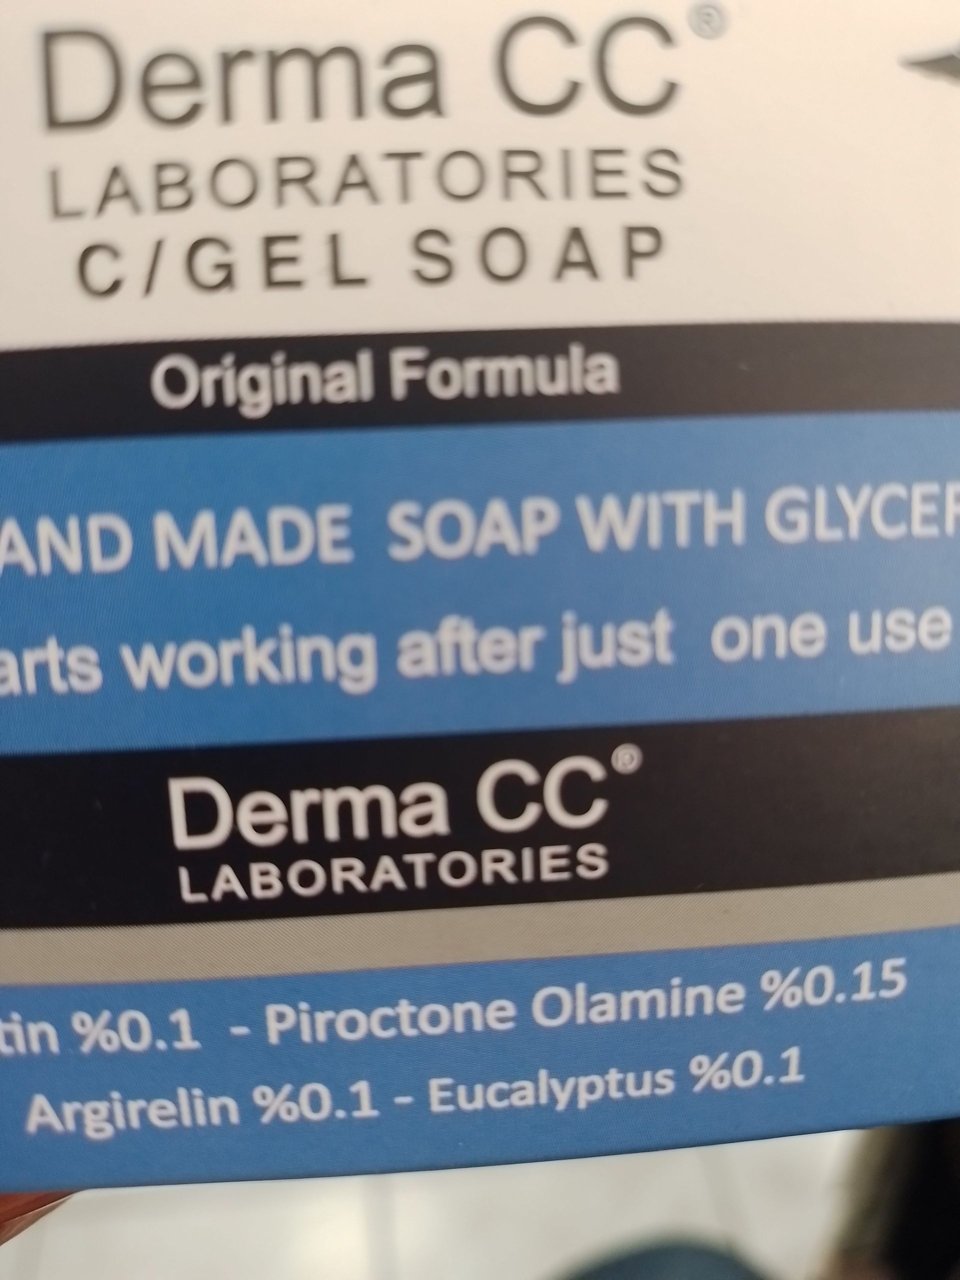 Derma CC®
LABORATORIES
C/GEL SOAP
Original Formula
AND MADE SOAP WITH GLYCER
arts working after just one use
Derma CC®
LABORATORIES
tin %0.1 - Piroctone Olamine %0.15
Argirelin %0.1 - Eucalyptus %0.1